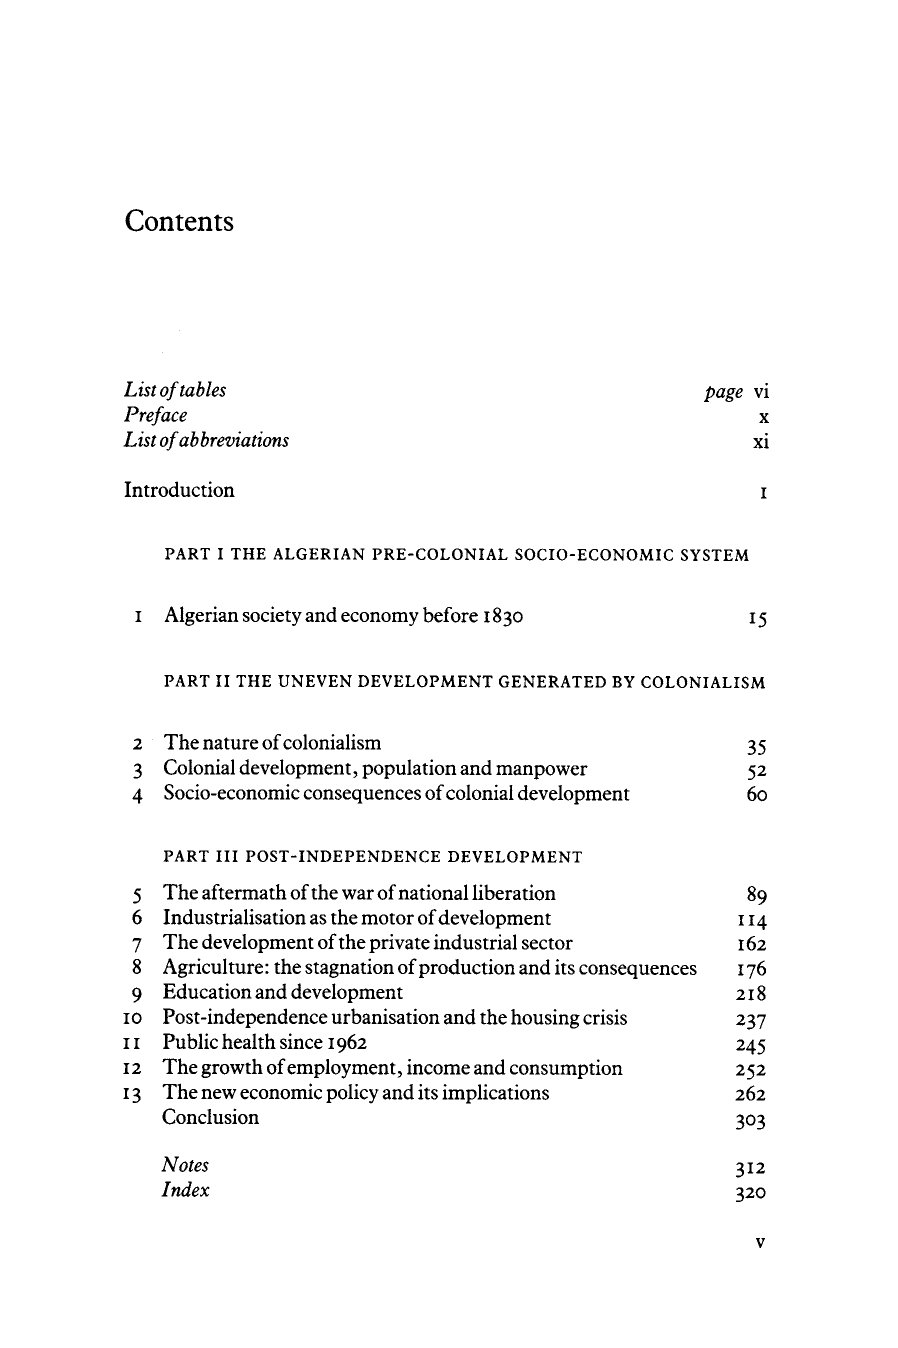 Contents
List of tables page vi
Preface x
List of abbreviations xi
Introduction 1
PART I THE ALGERIAN PRE-COLONIAL SOCIO-ECONOMIC SYSTEM
1 Algerian society and economy before 1830 15
PART II THE UNEVEN DEVELOPMENT GENERATED BY COLONIALISM
2 The nature of colonialism 35
3 Colonial development, population and manpower 52
4 Socio-economic consequences of colonial development 60
PART III POST-INDEPENDENCE DEVELOPMENT
5 The aftermath of the war of national liberation 89
6 Industrialisation as the motor of development 114
7 The development of the private industrial sector 162
8 Agriculture: the stagnation of production and its consequences 176
9 Education and development 218
10 Post-independence urbanisation and the housing crisis 237
11 Public health since 1962 245
12 The growth of employment, income and consumption 252
13 The new economic policy and its implications 262
Conclusion 303
Notes 312
Index 320
v